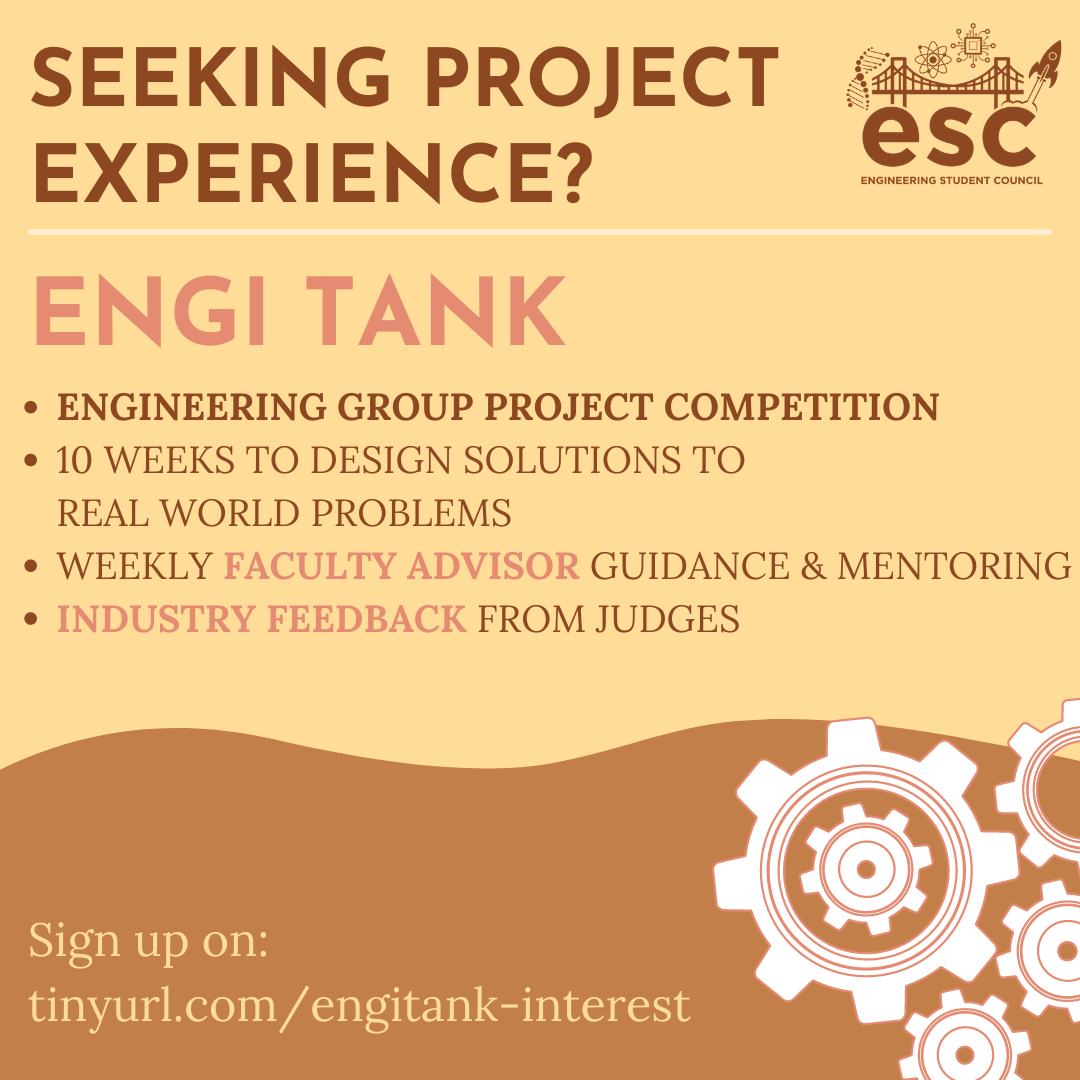 SEEKING PROJECT
EXPERIENCE?
esc
ENGINEERING STUDENT COUNCIL
ENGI TANK
• ENGINEERING GROUP PROJECT COMPETITION
• 10 WEEKS TO DESIGN SOLUTIONS TO
REAL WORLD PROBLEMS
• WEEKLY FACULTY ADVISOR GUIDANCE & MENTORING
• INDUSTRY FEEDBACK FROM JUDGES
Sign up on:
tinyurl.com/engitank-interest